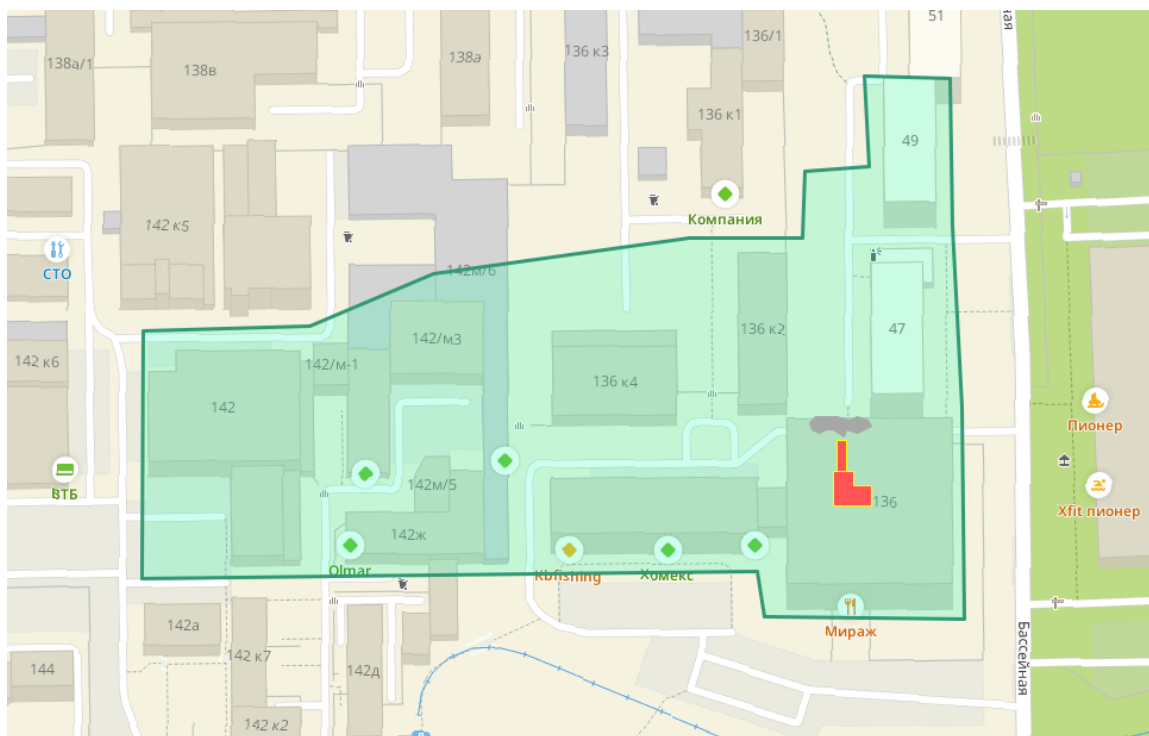 51
ная
138а/1
138в
138а
136 к3
136/1
136 к1
49
142 к5
Компания
СТО
142м/6
142/м3
136 к2
47
142/м-1
142 к6
136 к4
142
Пионер
ВТБ
142м/5
136
Xfit пионер
142ж
Olmar
Kbfishing
Хомекс
142а
Мираж
Бассейная
142 к7
144
142д
142 к2